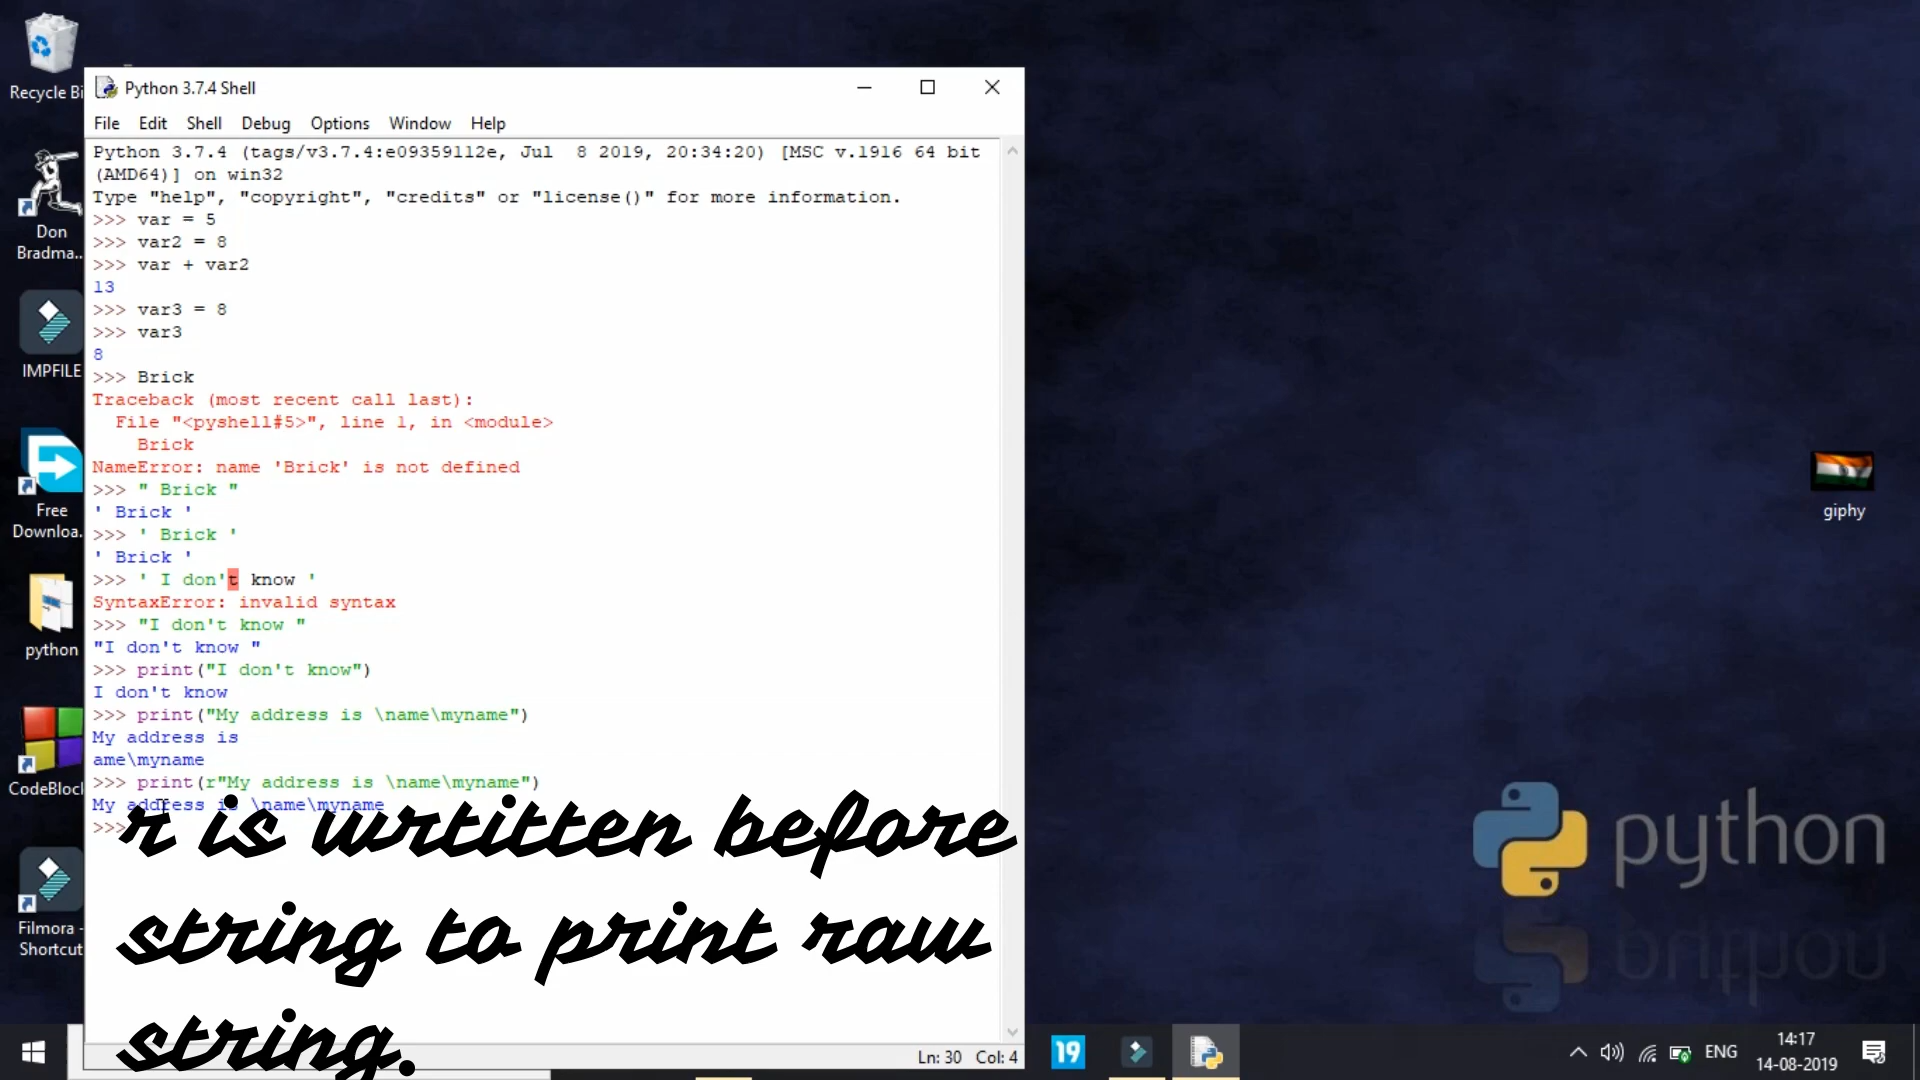 Recycle Bi
Don
Bradma..
IMPFILE
Free
Downloa.
python
CodeBlocl
Filmora -
Shortcut
Python 3.7.4 Shell
File Edit Shell Debug Options Window Help
Python 3.7.4 (tags/v3.7.4:e09359112e, Jul  8 2019, 20:34:20) [MSC v.1916 64 bit
(AMD64)] on win32
Type "help", "copyright", "credits" or "license()" for more information.
>>> var = 5
>>> var2 = 8
>>> var + var2
13
>>> var3 = 8
>>> var3
8
>>> Brick
Traceback (most recent call last):
  File "<pyshell#5>", line 1, in <module>
    Brick
NameError: name 'Brick' is not defined
>>> " Brick "
' Brick '
>>> ' Brick '
' Brick '
>>> ' I don't know '
SyntaxError: invalid syntax
>>> "I don't know "
"I don't know "
>>> print("I don't know")
I don't know
>>> print("My address is \name\myname")
My address is
ame\myname
>>> print(r"My address is \name\myname")
My address is \name\myname
>>>
r is wrtitten before
string to print raw
string.
Ln: 30 Col: 4
giphy
python
19
ENG
14:17
14-08-2019